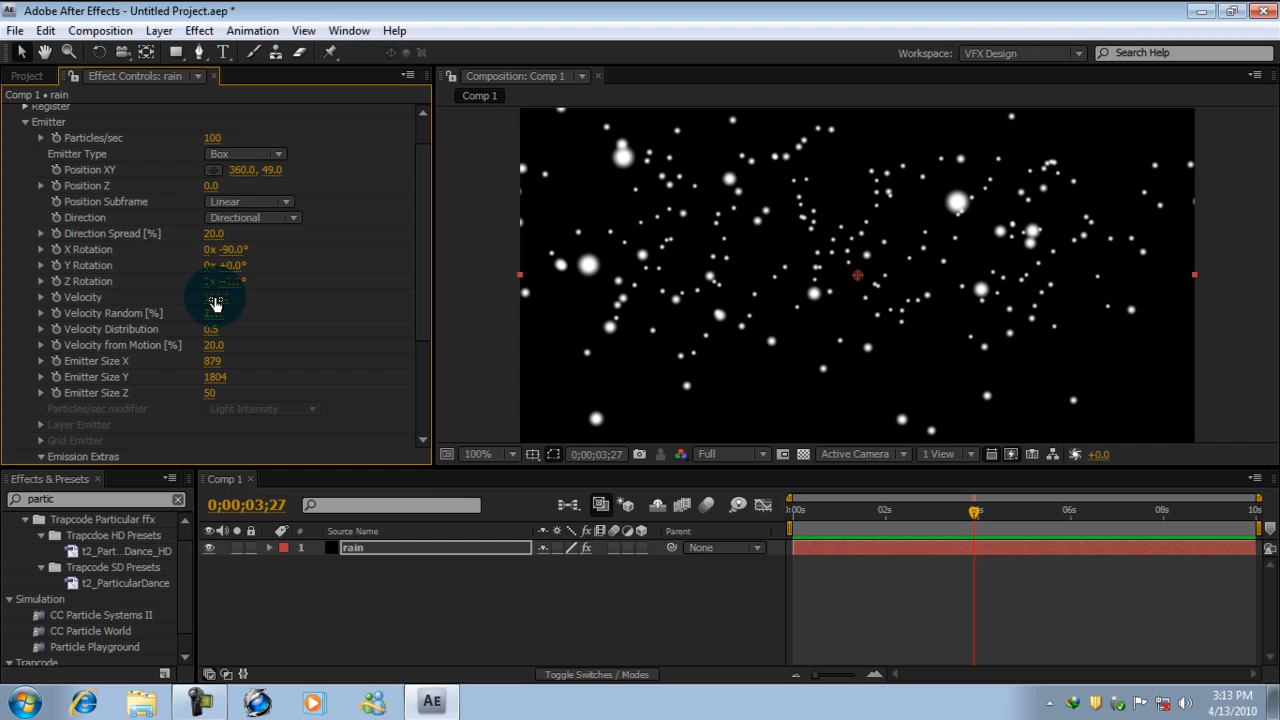 Adobe After Effects - Untitled Project.aep *
File Edit Composition Layer Effect Animation View Window Help
Workspace: VFX Design Search Help
Project Effect Controls: rain Composition: Comp 1
Comp 1 • rain
Comp 1
Register
Emitter
Particles/sec 100
Emitter Type Box
Position XY 360.0, 49.0
Position Z 0.0
Position Subframe Linear
Direction Directional
Direction Spread [%] 20.0
X Rotation 0x -90.0°
Y Rotation 0x +0.0°
Z Rotation
Velocity
Velocity Random [%]
Velocity Distribution 0.5
Velocity from Motion [%] 20.0
Emitter Size X 879
Emitter Size Y 1804
Emitter Size Z 50
Particles/sec modifier Light Intensity
Layer Emitter
Grid Emitter
Emission Extras
100% 0;00;03;27 Full Active Camera 1 View +0.0
Effects & Presets
partic
Trapcode Particular ffx
Trapcdoe HD Presets
t2_Part...Dance_HD
Trapcode SD Presets
t2_ParticularDance
Simulation
CC Particle Systems II
CC Particle World
Particle Playground
Trapcode
Comp 1
0;00;03;27
# Source Name Parent
1 rain None
0:00s 02s 06s 08s 10s
Toggle Switches / Modes
AE
3:13 PM
4/13/2010